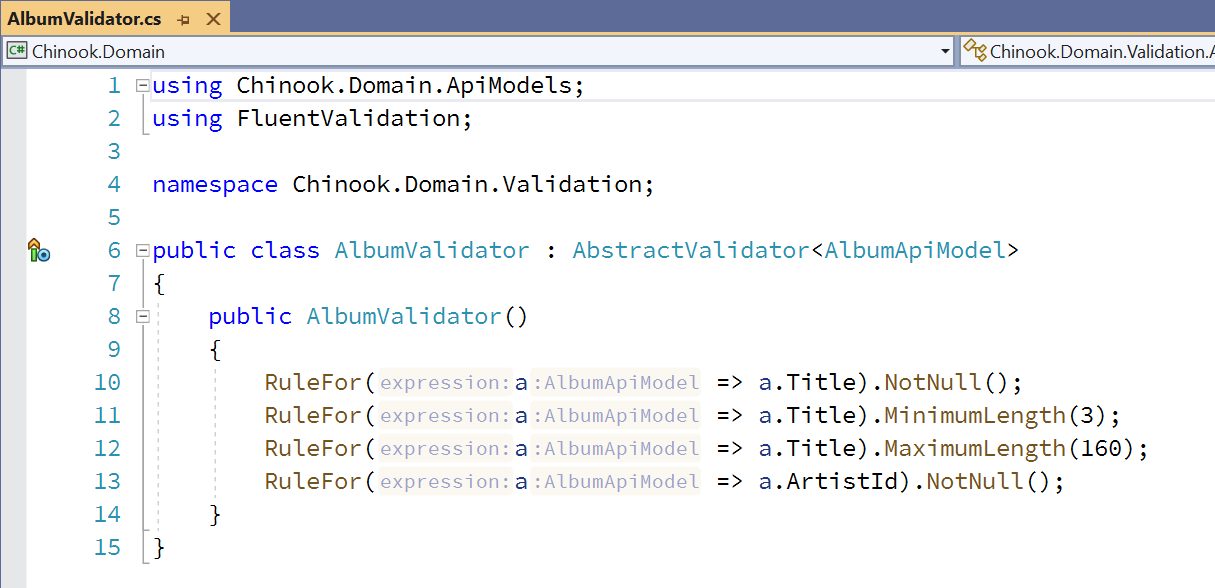 AlbumValidator.cs
C# Chinook.Domain
Chinook.Domain.Validation.A
1 using Chinook.Domain.ApiModels;
2 using FluentValidation;
3
4 namespace Chinook.Domain.Validation;
5
6 public class AlbumValidator : AbstractValidator<AlbumApiModel>
7 {
8 public AlbumValidator()
9 {
10 RuleFor(expression:a:AlbumApiModel => a.Title).NotNull();
11 RuleFor(expression:a:AlbumApiModel => a.Title).MinimumLength(3);
12 RuleFor(expression:a:AlbumApiModel => a.Title).MaximumLength(160);
13 RuleFor(expression:a:AlbumApiModel => a.ArtistId).NotNull();
14 }
15 }